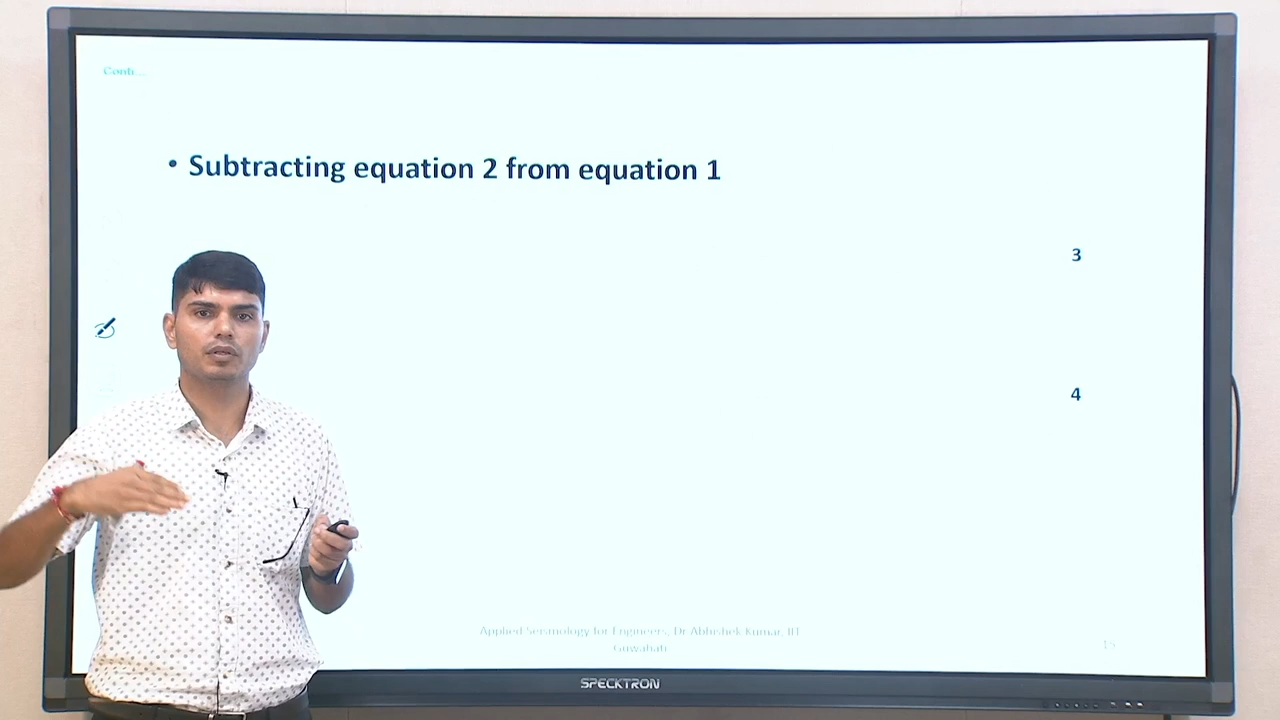 Conti...
• Subtracting equation 2 from equation 1
3
4
Applied Seismology for Engineers, Dr Abhishek Kumar, IIT
Guwahati
15
SPECKTRON